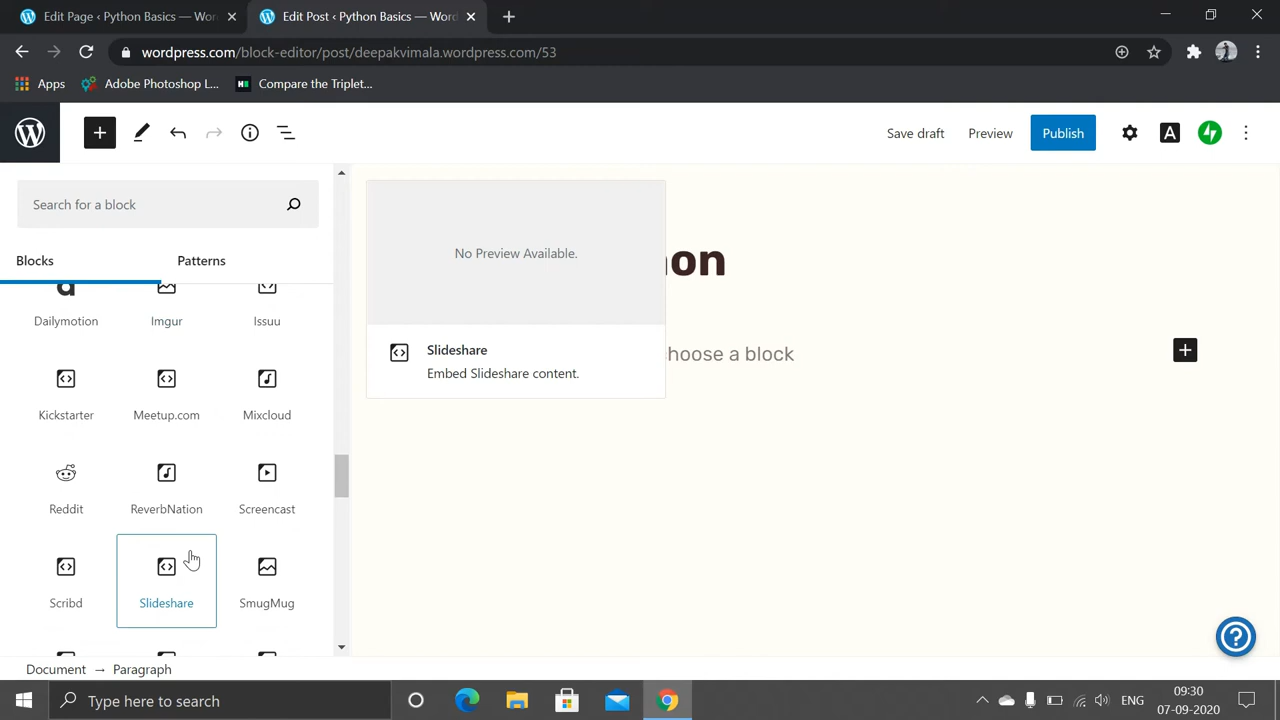 Edit Page ‹ Python Basics — Word
Edit Post ‹ Python Basics — Word
wordpress.com/block-editor/post/deepakvimala.wordpress.com/53
Apps
Adobe Photoshop L...
Compare the Triplet...
Save draft
Preview
Publish
Search for a block
Blocks
Patterns
No Preview Available.
Slideshare
Embed Slideshare content.
hoose a block
Dailymotion
Imgur
Issuu
Kickstarter
Meetup.com
Mixcloud
Reddit
ReverbNation
Screencast
Scribd
Slideshare
SmugMug
Document → Paragraph
Type here to search
ENG
09:30
07-09-2020